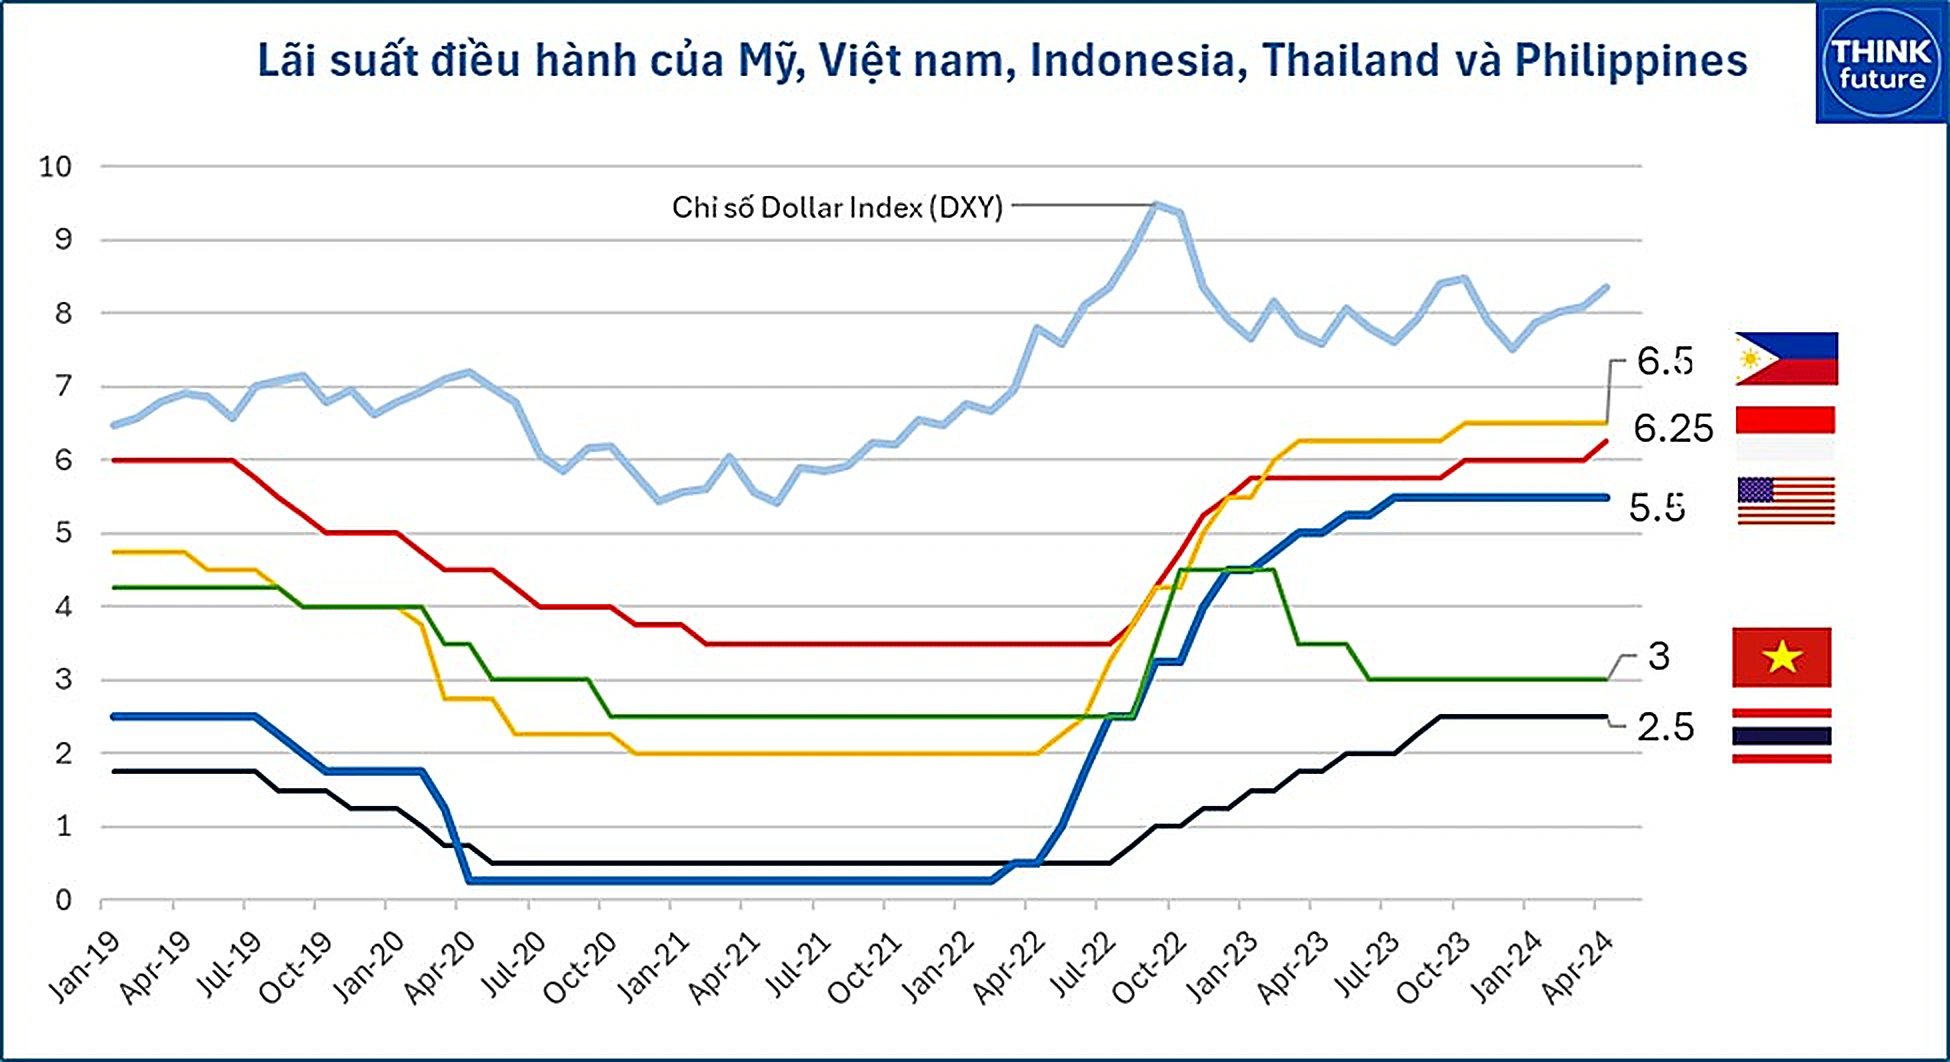 Lãi suất điều hành của Mỹ, Việt nam, Indonesia, Thailand và Philippines
THINK
future
10
Chỉ số Dollar Index (DXY)
9
8
7
6
5
4
3
2
1
0
6.5
6.25
5.5
3
2.5
Jan-19
Apr-19
Jul-19
Oct-19
Jan-20
Apr-20
Jul-20
Oct-20
Jan-21
Apr-21
Jul-21
Oct-21
Jan-22
Apr-22
Jul-22
Oct-22
Jan-23
Apr-23
Jul-23
Oct-23
Jan-24
Apr-24